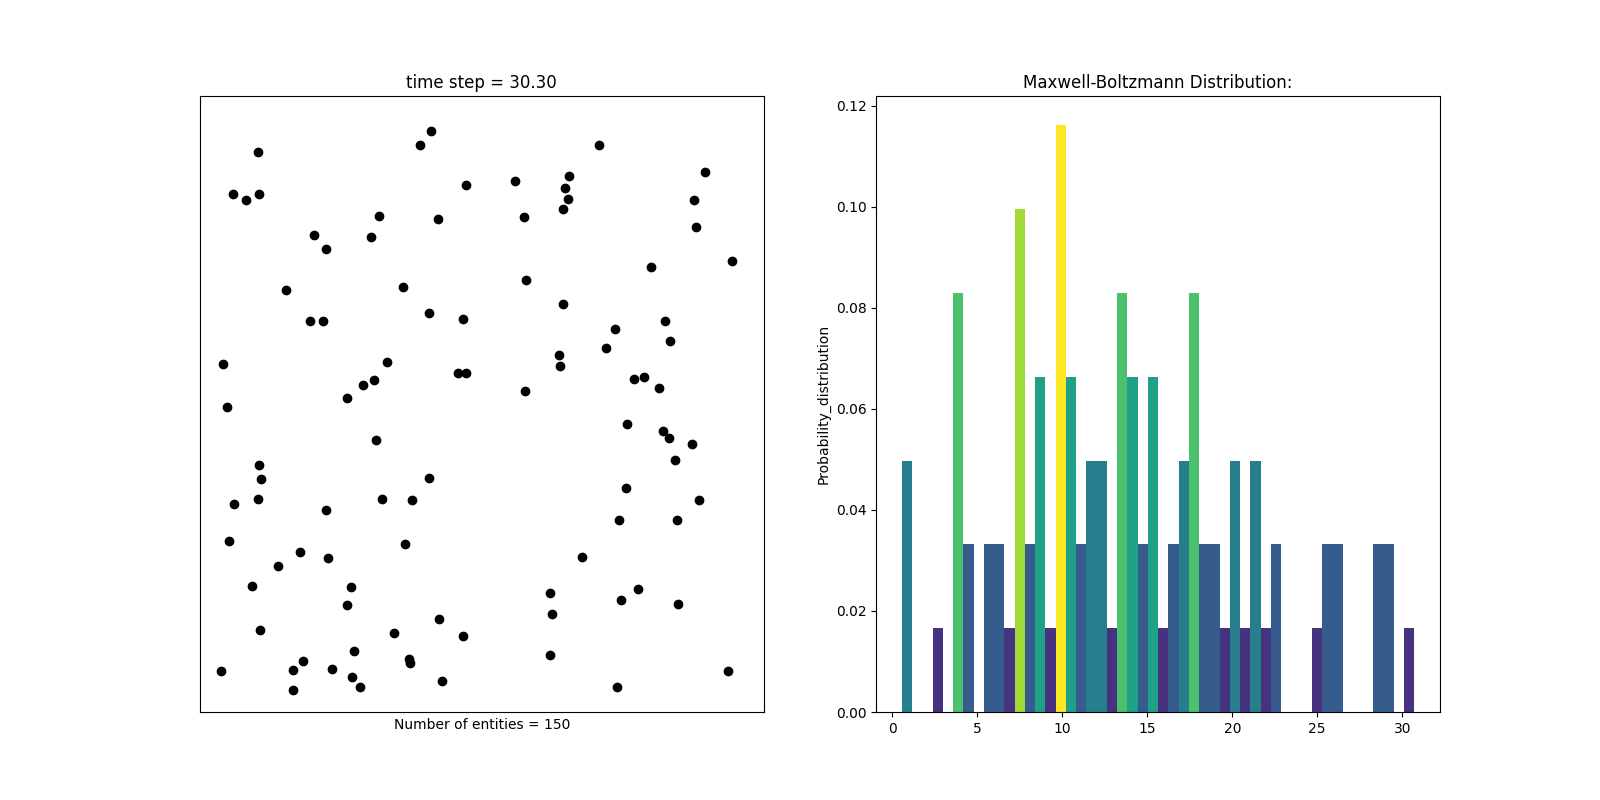 time step = 30.30
Number of entities = 150
Maxwell-Boltzmann Distribution:
Probability_distribution
0.12
0.10
0.08
0.06
0.04
0.02
0.00
0 5 10 15 20 25 30